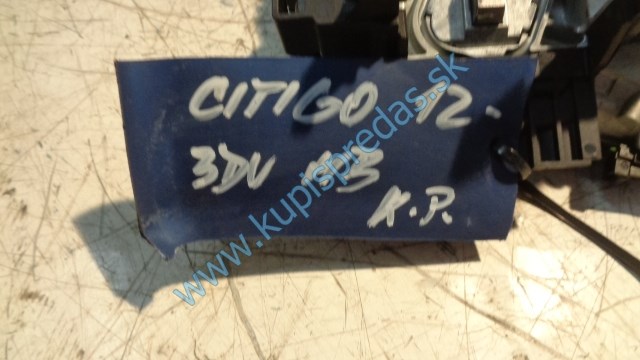 CITIGO 12.
3DV
K.P.
www.kupispredas.sk